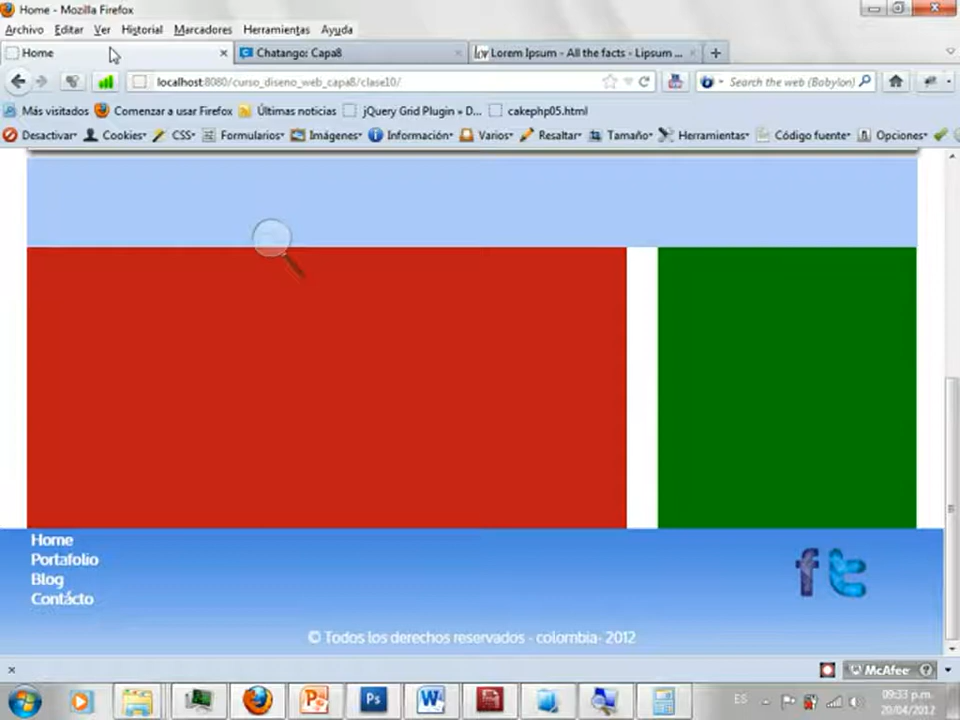 Home - Mozilla Firefox
Archivo Editar Ver Historial Marcadores Herramientas Ayuda
Home × Chatango: Capa8 × Lorem Ipsum - All the facts - Lipsum ... × +
localhost:8080/curso_diseno_web_capa8/clase10/ Search the web (Babylon)
Más visitados Comenzar a usar Firefox Últimas noticias jQuery Grid Plugin » D... cakephp05.html
Desactivar Cookies CSS Formularios Imágenes Información Varios Resaltar Tamaño Herramientas Código fuente Opciones
Home
Portafolio
Blog
Contácto
f t
© Todos los derechos reservados - colombia- 2012
× McAfee ?
ES 09:33 p.m.
20/04/2012